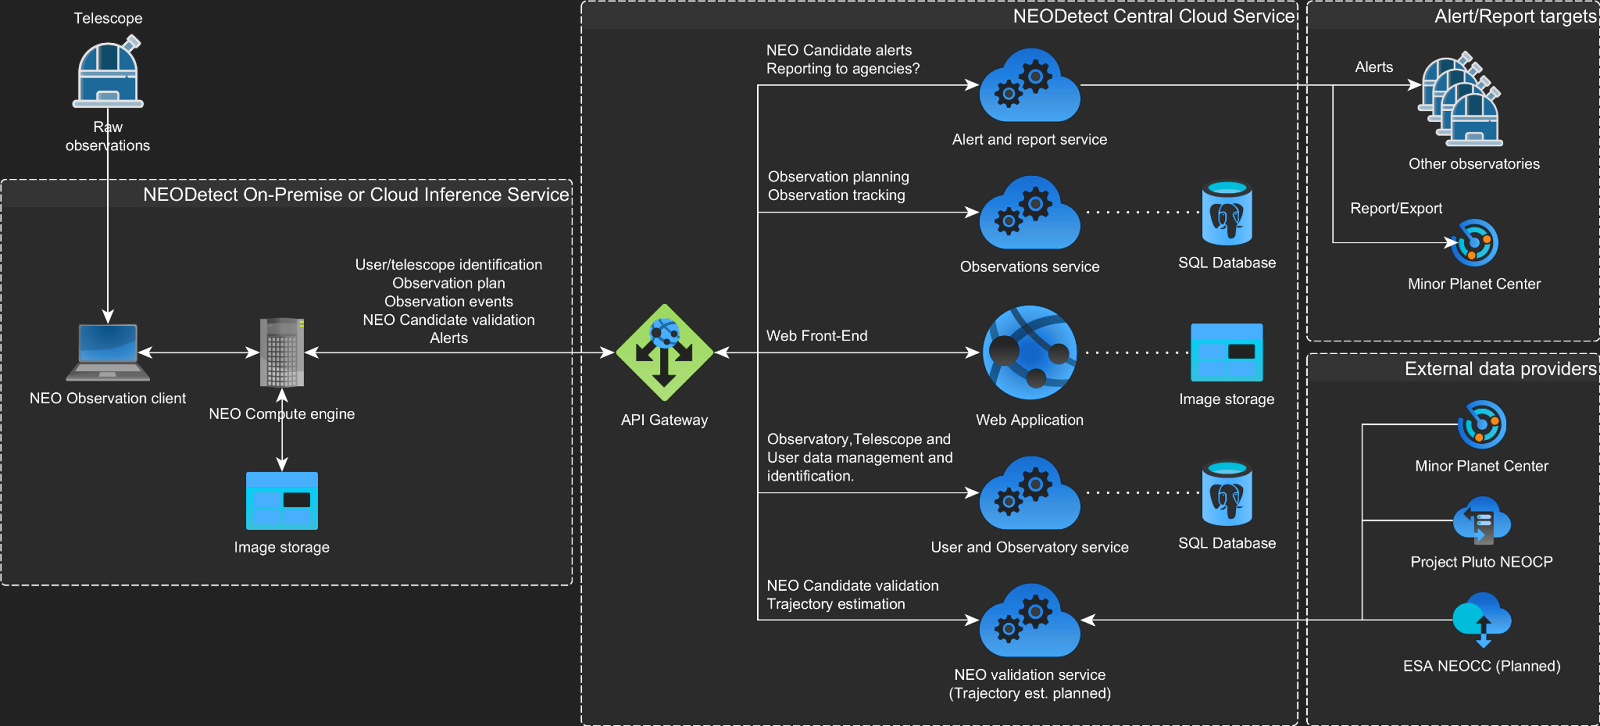 Telescope
Raw
observations
NEODetect On-Premise or Cloud Inference Service
User/telescope identification
Observation plan
Observation events
NEO Candidate validation
Alerts
NEO Observation client
NEO Compute engine
Image storage
NEODetect Central Cloud Service
API Gateway
NEO Candidate alerts
Reporting to agencies?
Alert and report service
Observation planning
Observation tracking
Observations service
SQL Database
Web Front-End
Web Application
Image storage
Observatory,Telescope and
User data management and
identification.
User and Observatory service
SQL Database
NEO Candidate validation
Trajectory estimation
NEO validation service
(Trajectory est. planned)
Alert/Report targets
Alerts
Other observatories
Report/Export
Minor Planet Center
External data providers
Minor Planet Center
Project Pluto NEOCP
ESA NEOCC (Planned)